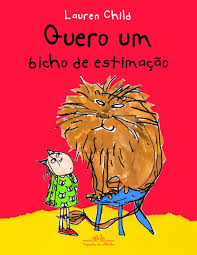 Lauren Child
Quero um
bicho de estimação